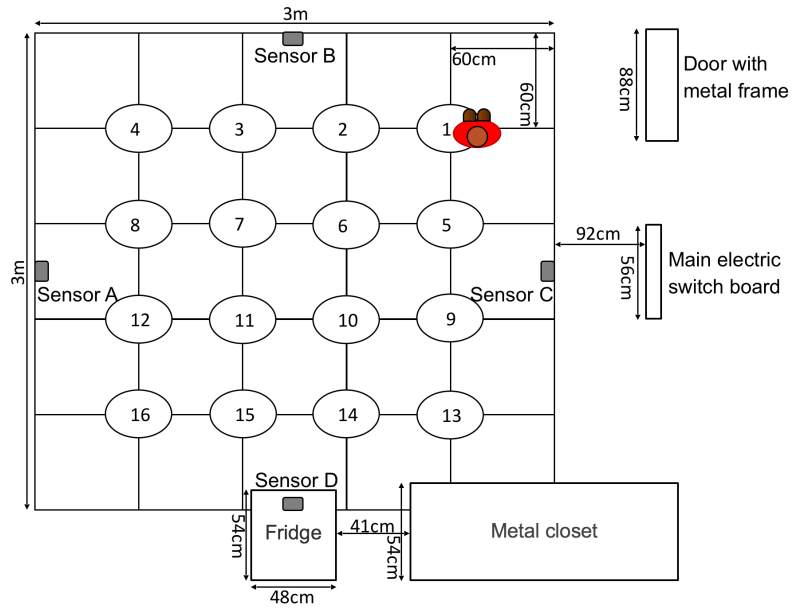 3m
Sensor B
60cm
60cm
88cm
Door with
metal frame
4
3
2
1
8
7
6
5
92cm
3m
Sensor A
Sensor C
56cm
Main electric
switch board
12
11
10
9
16
15
14
13
Sensor D
54cm
Fridge
41cm
54cm
Metal closet
48cm